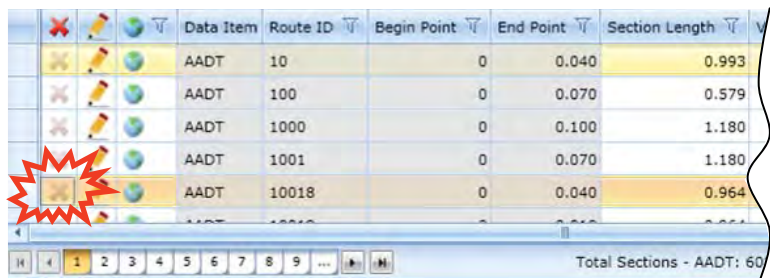 Data Item Route ID Begin Point End Point Section Length
AADT 10 0 0.040 0.993
AADT 100 0 0.070 0.579
AADT 1000 0 0.100 1.180
AADT 1001 0 0.070 1.180
AADT 10018 0 0.040 0.964
1 2 3 4 5 6 7 8 9 ... Total Sections - AADT: 60